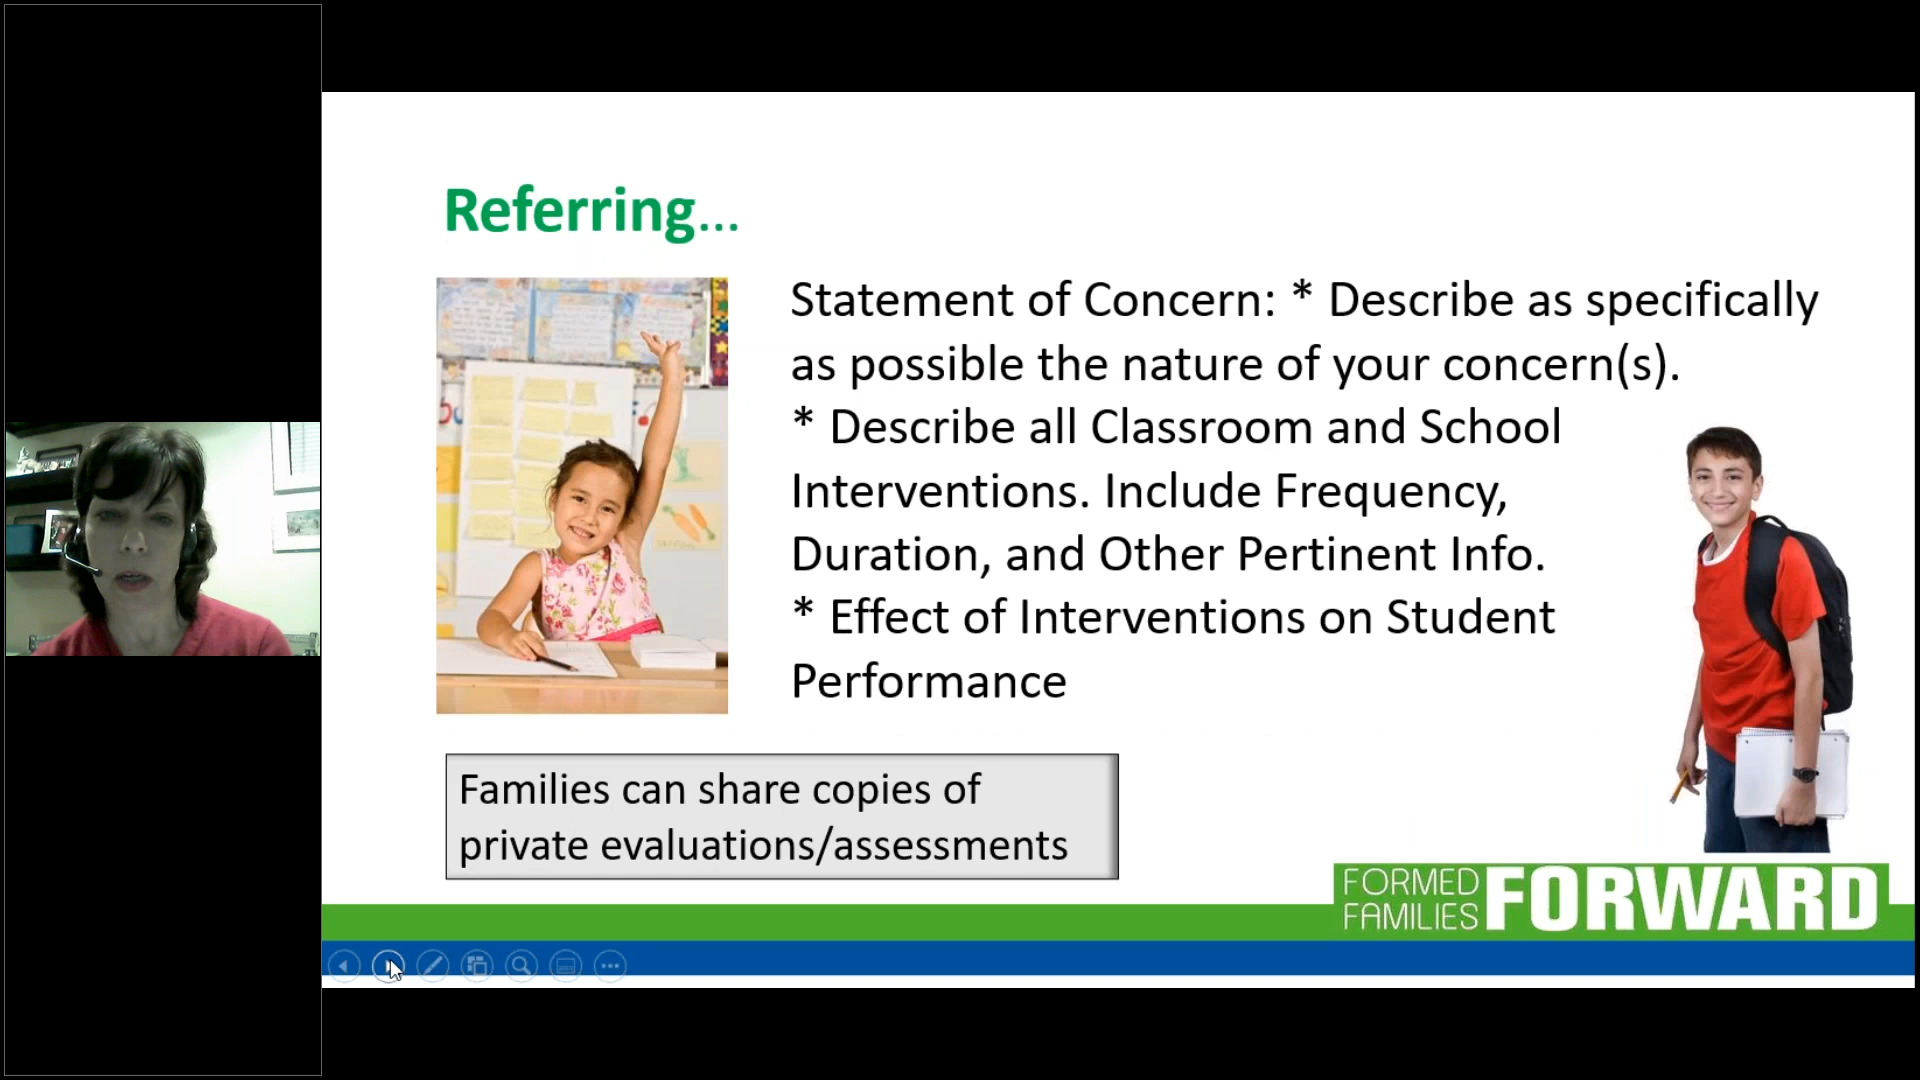 Referring...
Statement of Concern: * Describe as specifically
as possible the nature of your concern(s).
* Describe all Classroom and School
Interventions. Include Frequency,
Duration, and Other Pertinent Info.
* Effect of Interventions on Student
Performance
Families can share copies of
private evaluations/assessments
FORMED
FAMILIES
FORWARD